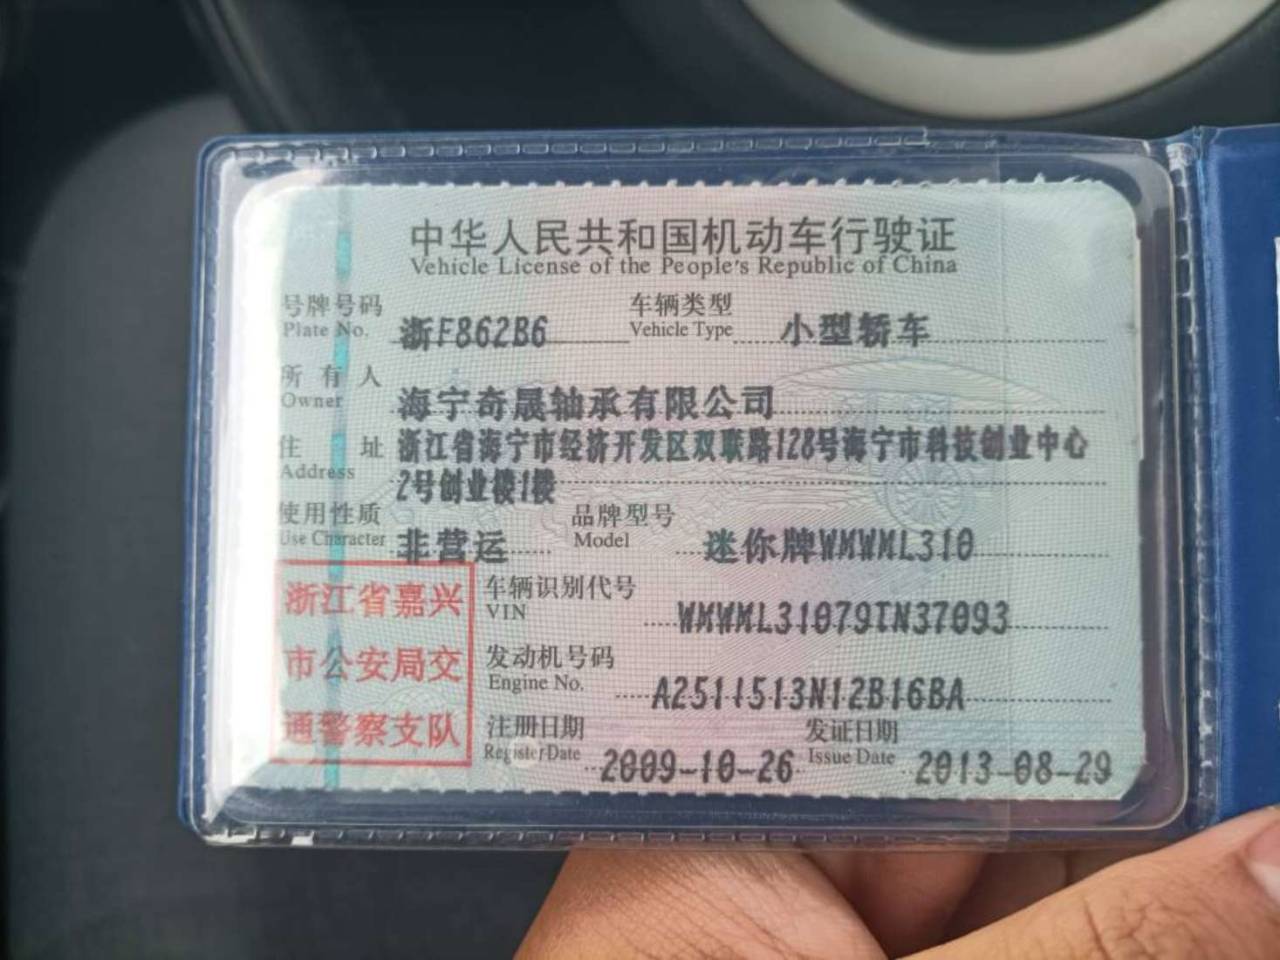 中华人民共和国机动车行驶证
Vehicle License of the People's Republic of China
号牌号码 浙F862B6 车辆类型 小型轿车
Plate No. Vehicle Type
所有人 海宁奇晟轴承有限公司
Owner
住址 浙江省海宁市经济开发区双联路128号海宁市科技创业中心
Address 2号创业楼1楼
使用性质 非营运 品牌型号 迷你牌WMWML310
Use Character Model
浙江省嘉兴
市公安局交
通警察支队
车辆识别代号 WMWML31079TN37093
VIN
发动机号码 A2511513N12B16BA
Engine No.
注册日期 2009-10-26 发证日期 2013-08-29
Register Date Issue Date